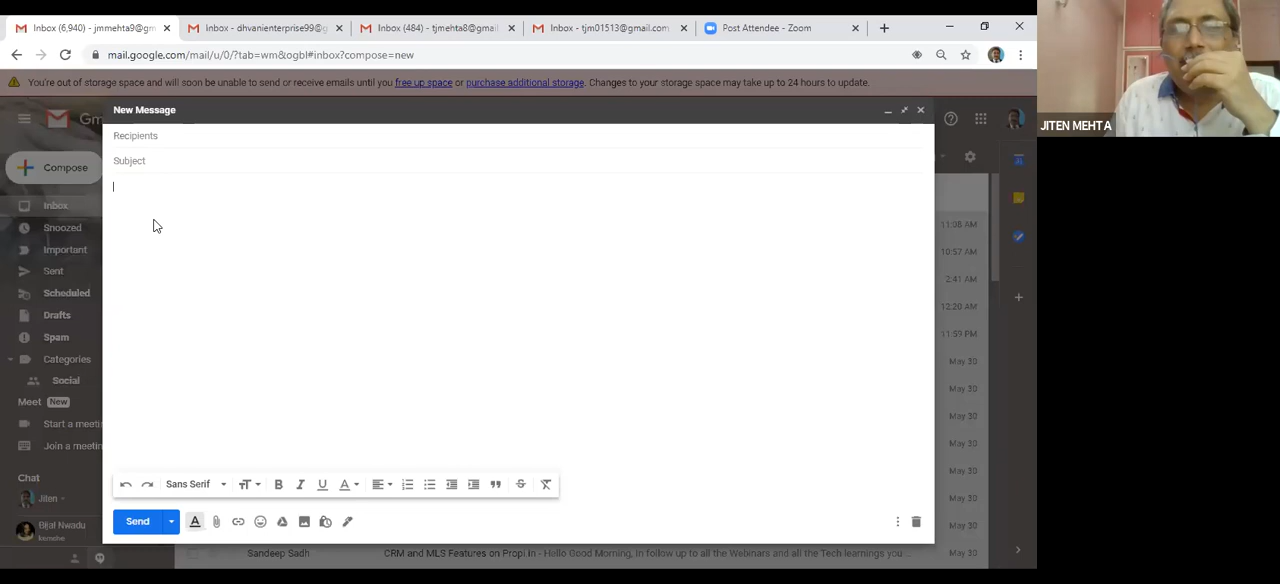 Inbox (6,940) - jmmehta9@gm
Inbox - dhvanienterprise99@g
Inbox (484) - tjmehta8@gmail.com
Inbox - tjm01513@gmail.com
Post Attendee - Zoom
mail.google.com/mail/u/0/?tab=wm&ogbl#inbox?compose=new
You're out of storage space and will soon be unable to send or receive emails until you free up space or purchase additional storage. Changes to your storage space may take up to 24 hours to update.
JITEN MEHTA
Gm
New Message
Recipients
Subject
Compose
Inbox
Snoozed
Important
Sent
Scheduled
Drafts
Spam
Categories
Social
Meet New
Start a meeti
Join a meetin
Chat
Jiten
Bijal Nwadu
11:08 AM
10:57 AM
2:41 AM
12:20 AM
11:59 PM
May 30
May 30
May 30
May 30
May 30
May 30
May 30
Sans Serif
B I U A
Send
A
Sandeep Sadh CRM and MLS Features on Propi in - Hello Good Morning, In follow up to all the Webinars and all the Tech learnings you ... May 30